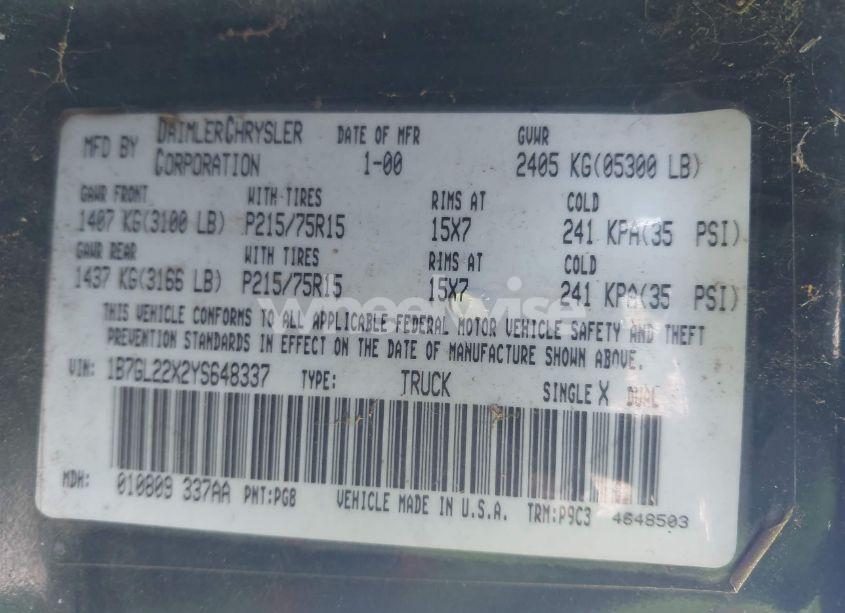 MFD BY DAIMLERCHRYSLER CORPORATION DATE OF MFR 1-00 GVWR 2405 KG(05300 LB)
GAWR FRONT WITH TIRES RIMS AT COLD
1407 KG(3100 LB) P215/75R15 15X7 241 KPA(35 PSI)
GAWR REAR WITH TIRES RIMS AT COLD
1437 KG(3166 LB) P215/75R15 15X7 241 KPA(35 PSI)
THIS VEHICLE CONFORMS TO ALL APPLICABLE FEDERAL MOTOR VEHICLE SAFETY AND THEFT
PREVENTION STANDARDS IN EFFECT ON THE DATE OF MANUFACTURE SHOWN ABOVE.
VIN: 1B7GL22X2YS648337 TYPE: TRUCK SINGLE X DUAL
MDH: 010809 337AA PNT:PG8 VEHICLE MADE IN U.S.A. TRM:P9C3 4648503